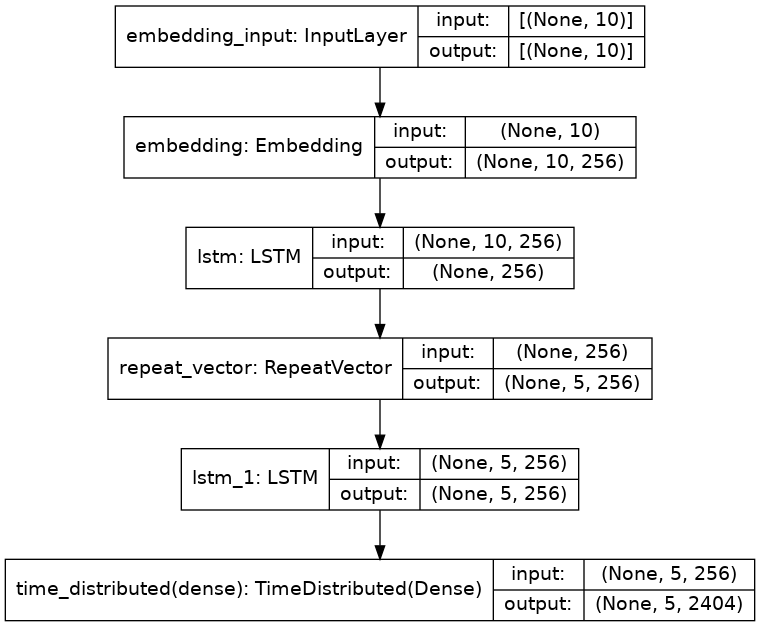 embedding_input: InputLayer
input: [(None, 10)]
output: [(None, 10)]
embedding: Embedding
input: (None, 10)
output: (None, 10, 256)
lstm: LSTM
input: (None, 10, 256)
output: (None, 256)
repeat_vector: RepeatVector
input: (None, 256)
output: (None, 5, 256)
lstm_1: LSTM
input: (None, 5, 256)
output: (None, 5, 256)
time_distributed(dense): TimeDistributed(Dense)
input: (None, 5, 256)
output: (None, 5, 2404)